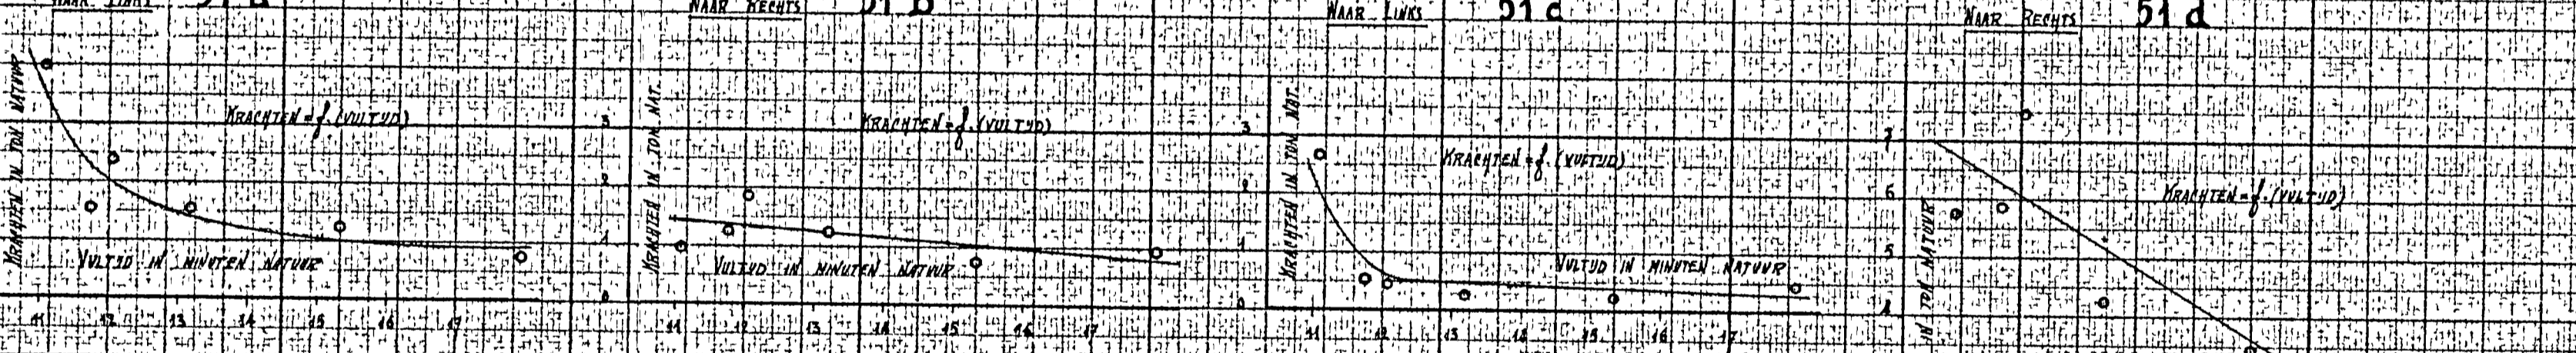 NAAR LINKS 51 a
KRACHTEN IN TON NATUUR
KRACHTEN = f. (VULTIJD)
VULTIJD IN MINUTEN NATUUR
11 12 13 14 15 16 17
NAAR RECHTS 51 b
3
2
1
0
KRACHTEN IN TON NAT.
KRACHTEN = f. (VULTIJD)
VULTIJD IN MINUTEN NATUUR
11 12 13 14 15 16 17
NAAR LINKS 51 c
3
2
1
0
KRACHTEN IN TON NAT.
KRACHTEN = f. (VULTIJD)
VULTIJD IN MINUTEN NATUUR
11 12 13 14 15 16 17
NAAR RECHTS 51 d
7
6
5
4
IN TON NATUUR
KRACHTEN = f. (VULTIJD)